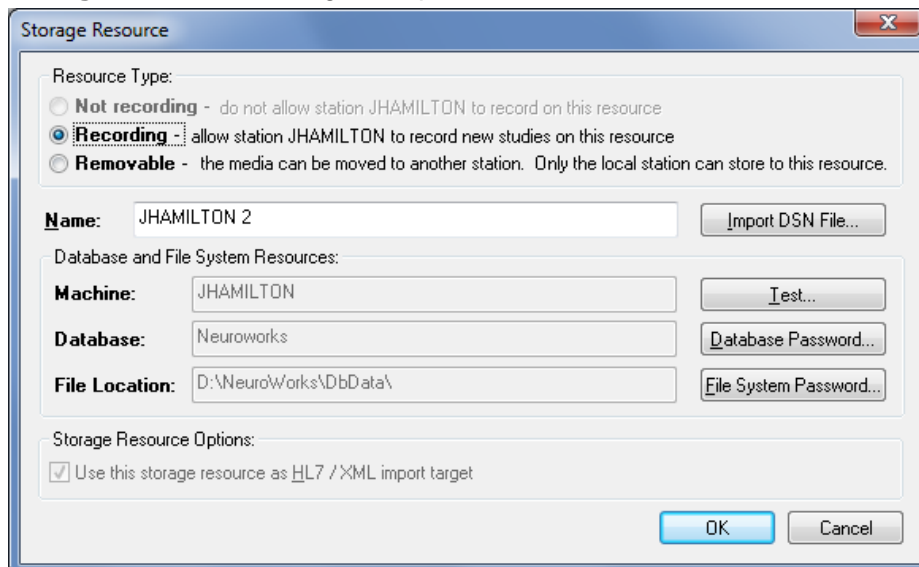 Storage Resource
Resource Type:
Not recording - do not allow station JHAMILTON to record on this resource
Recording - allow station JHAMILTON to record new studies on this resource
Removable - the media can be moved to another station. Only the local station can store to this resource.
Name: JHAMILTON 2 Import DSN File...
Database and File System Resources:
Machine: JHAMILTON Test...
Database: Neuroworks Database Password...
File Location: D:\NeuroWorks\DbData\ File System Password...
Storage Resource Options:
Use this storage resource as HL7 / XML import target
OK Cancel